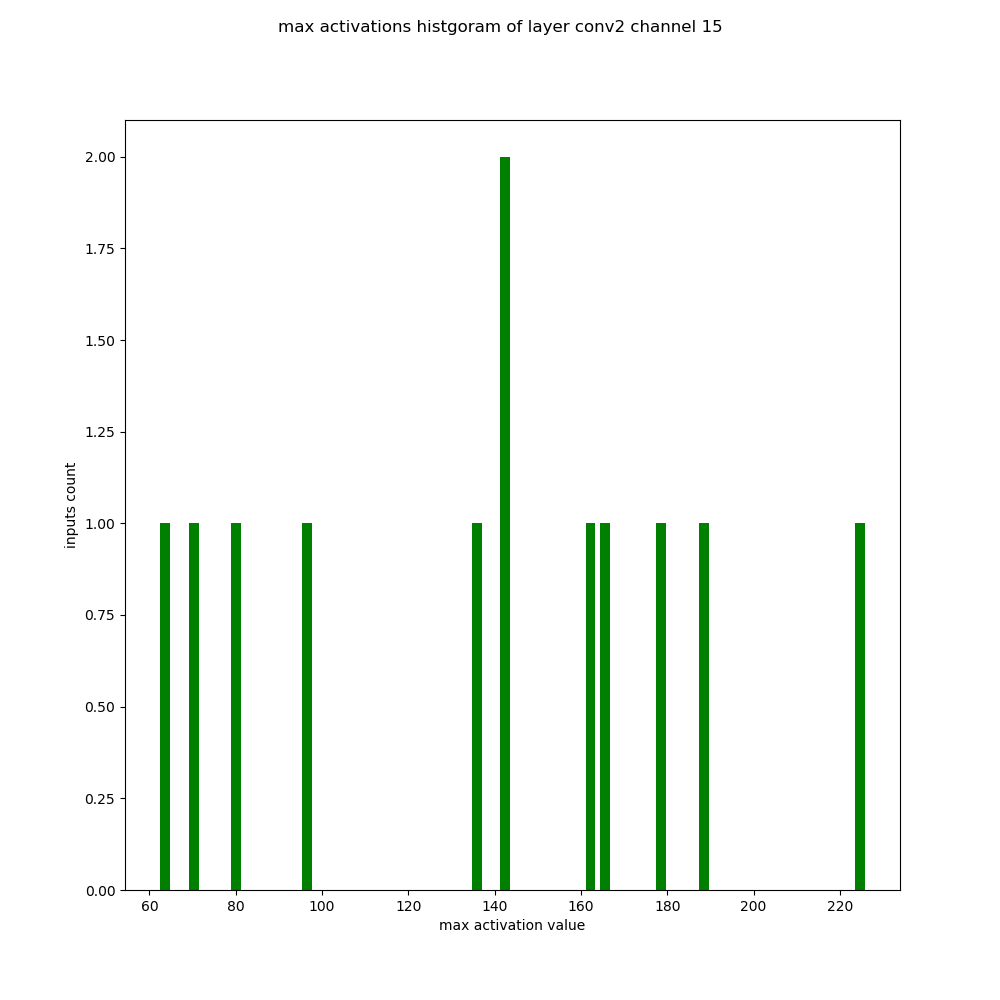 max activations histgoram of layer conv2 channel 15
2.00
1.75
1.50
1.25
1.00
0.75
0.50
0.25
0.00
inputs count
60 80 100 120 140 160 180 200 220
max activation value